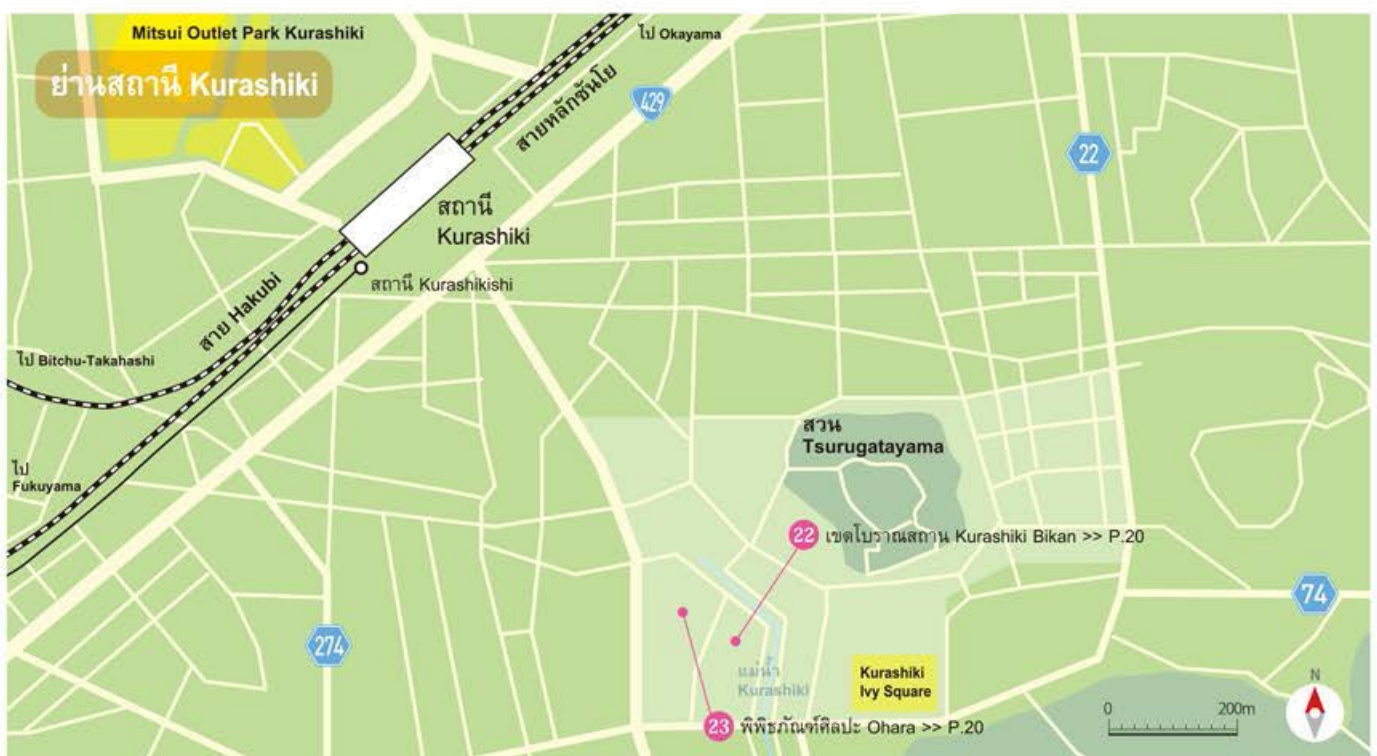 Mitsui Outlet Park Kurashiki
ไป Okayama
ย่านสถานี Kurashiki
สายหลักซันโย
429
22
สถานี
Kurashiki
สถานี Kurashikishi
สาย Hakubi
ไป Bitchu-Takahashi
สวน
Tsurugatayama
ไป
Fukuyama
22 เขตโบราณสถาน Kurashiki Bikan >> P.20
74
274
แม่น้ำ
Kurashiki
Kurashiki
Ivy Square
N
0 200m
23 พิพิธภัณฑ์ศิลปะ Ohara >> P.20